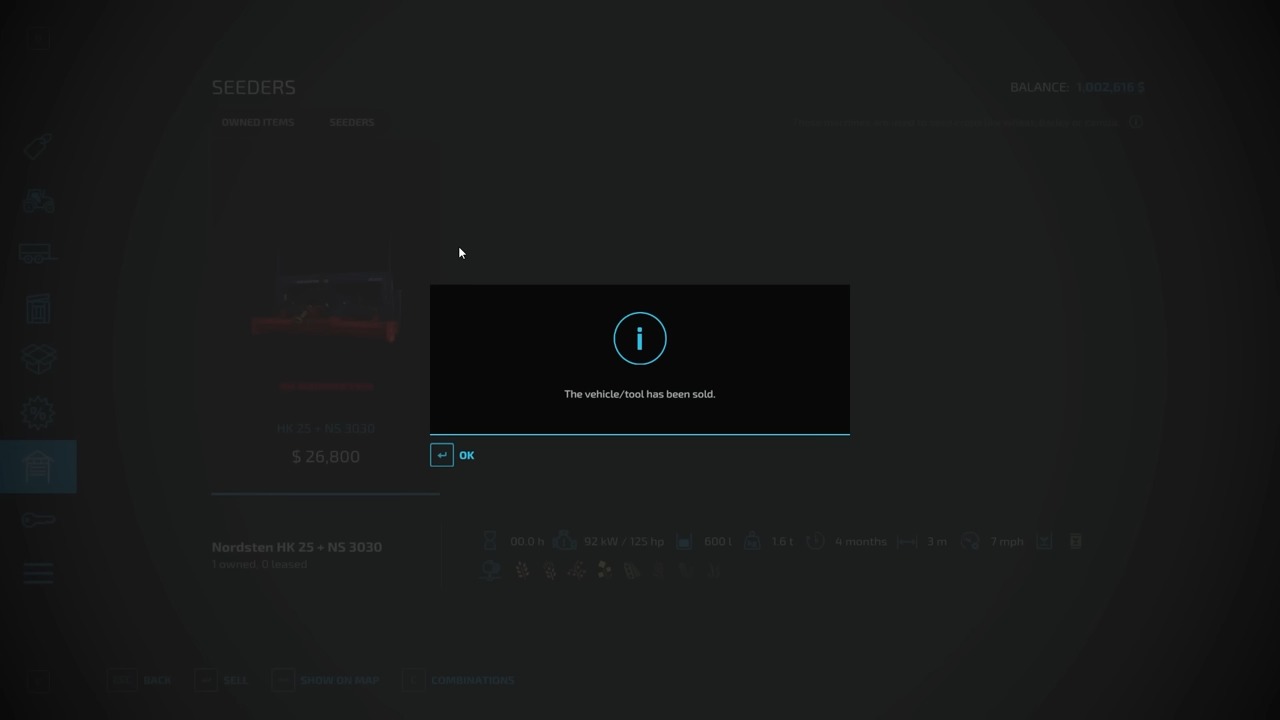 SEEDERS
BALANCE: 1,002,616 $
OWNED ITEMS SEEDERS
The vehicle/tool has been sold.
HK 25 + NS 3030
$ 26,800
OK
Nordsten HK 25 + NS 3030
1 owned, 0 leased
00.0 h 92 kW / 125 hp 600 l 1.6 t 4 months 3 m 7 mph
BACK SELL SHOW ON MAP COMBINATIONS